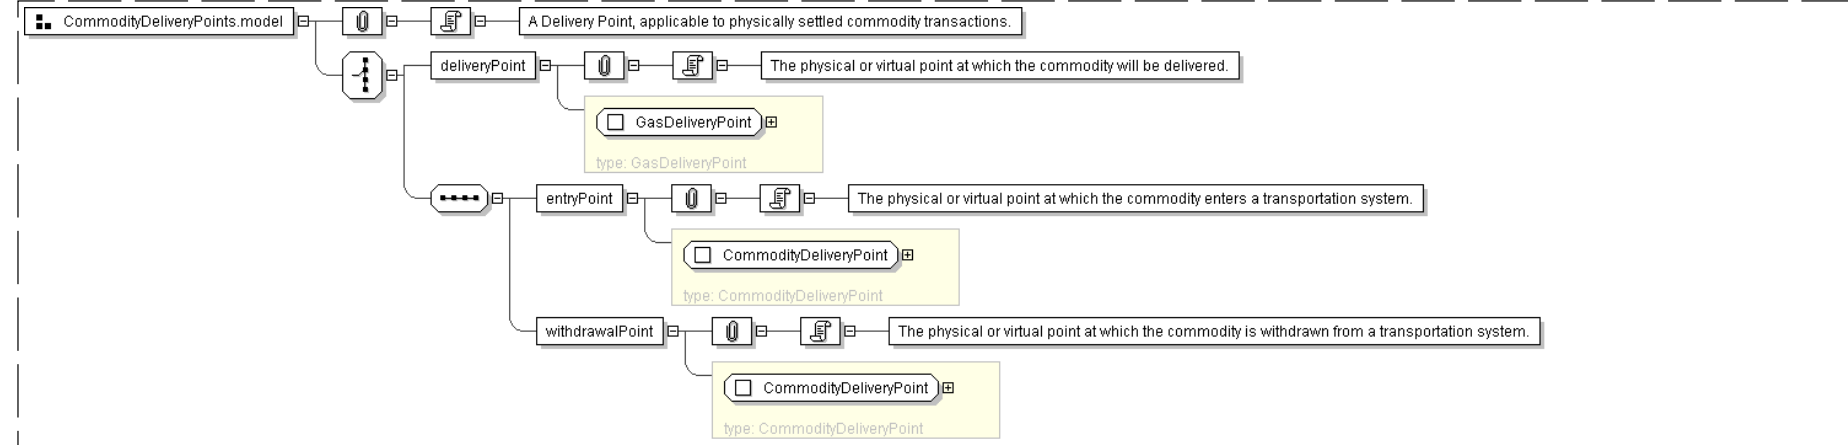 CommodityDeliveryPoints.model
A Delivery Point, applicable to physically settled commodity transactions.
deliveryPoint
The physical or virtual point at which the commodity will be delivered.
GasDeliveryPoint
type: GasDeliveryPoint
entryPoint
The physical or virtual point at which the commodity enters a transportation system.
CommodityDeliveryPoint
type: CommodityDeliveryPoint
withdrawalPoint
The physical or virtual point at which the commodity is withdrawn from a transportation system.
CommodityDeliveryPoint
type: CommodityDeliveryPoint